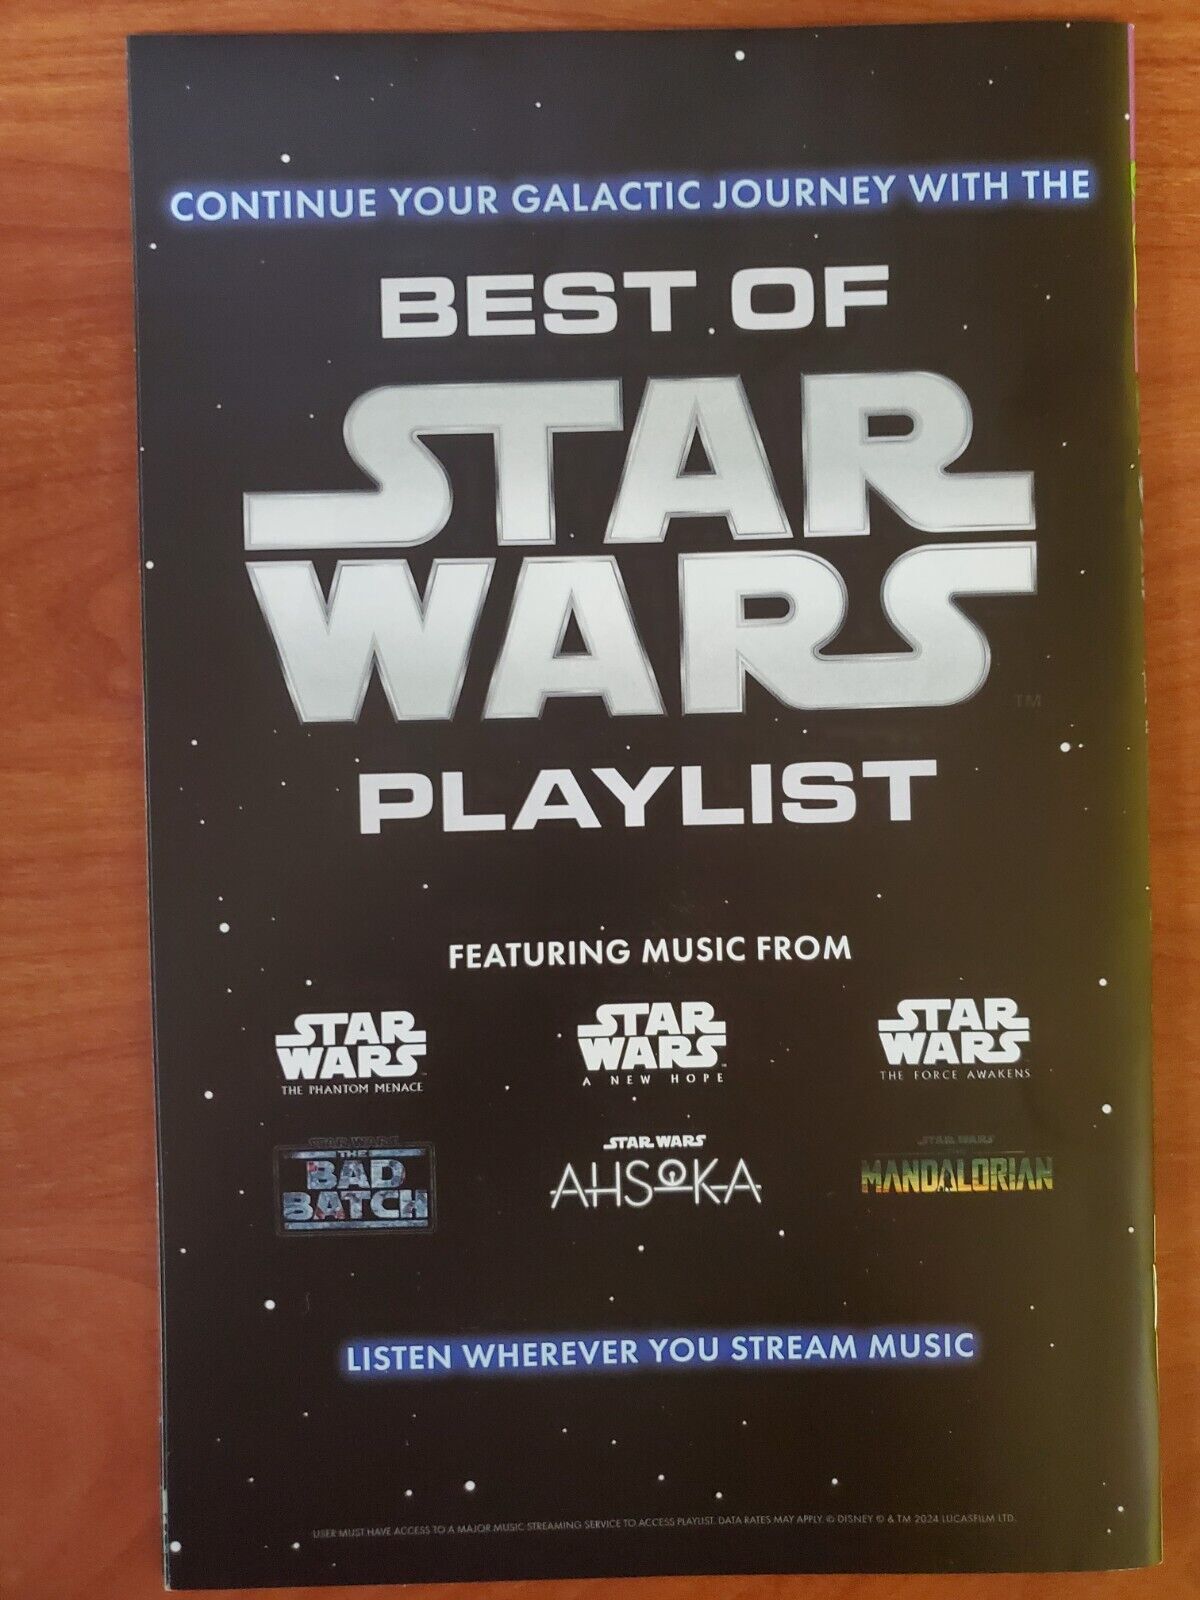 CONTINUE YOUR GALACTIC JOURNEY WITH THE
BEST OF
STAR
WARS
TM
PLAYLIST
FEATURING MUSIC FROM
STAR
WARS
THE PHANTOM MENACE
STAR
WARS
A NEW HOPE
STAR
WARS
THE FORCE AWAKENS
STAR WARS
THE
BAD
BATCH
STAR WARS
AHSOKA
STAR WARS
THE
MANDALORIAN
LISTEN WHEREVER YOU STREAM MUSIC
USER MUST HAVE ACCESS TO A MAJOR MUSIC STREAMING SERVICE TO ACCESS PLAYLIST. DATA RATES MAY APPLY. © DISNEY © & TM 2024 LUCASFILM LTD.